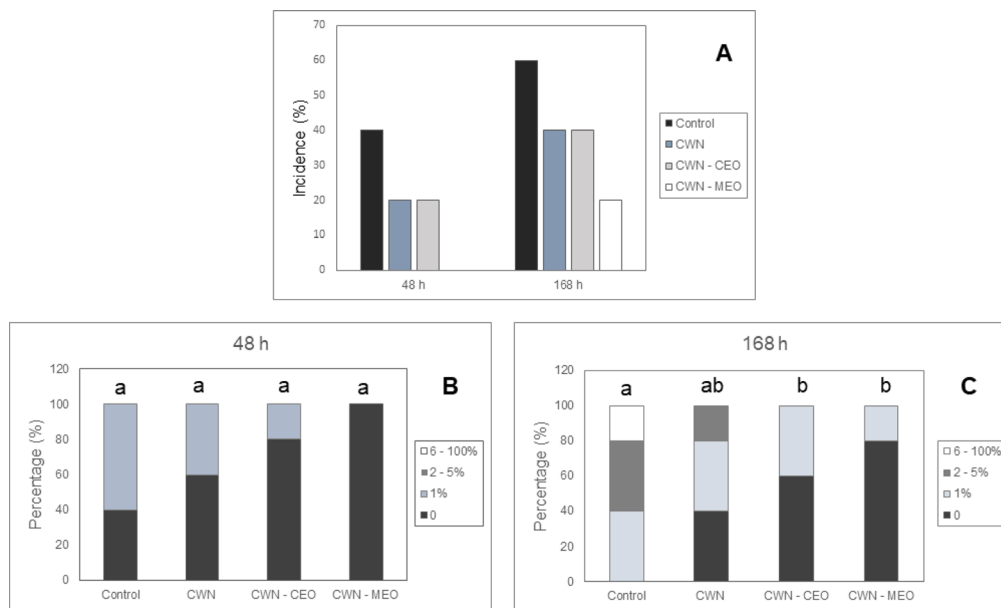 A
Incidence (%)
70
60
50
40
30
20
10
0
48 h
168 h
Control
CWN
CWN - CEO
CWN - MEO
48 h
B
Percentage (%)
120
100
80
60
40
20
0
a
a
a
a
Control
CWN
CWN - CEO
CWN - MEO
6 - 100%
2 - 5%
1%
0
168 h
C
Percentage (%)
120
100
80
60
40
20
0
a
ab
b
b
Control
CWN
CWN - CEO
CWN - MEO
6 - 100%
2 - 5%
1%
0